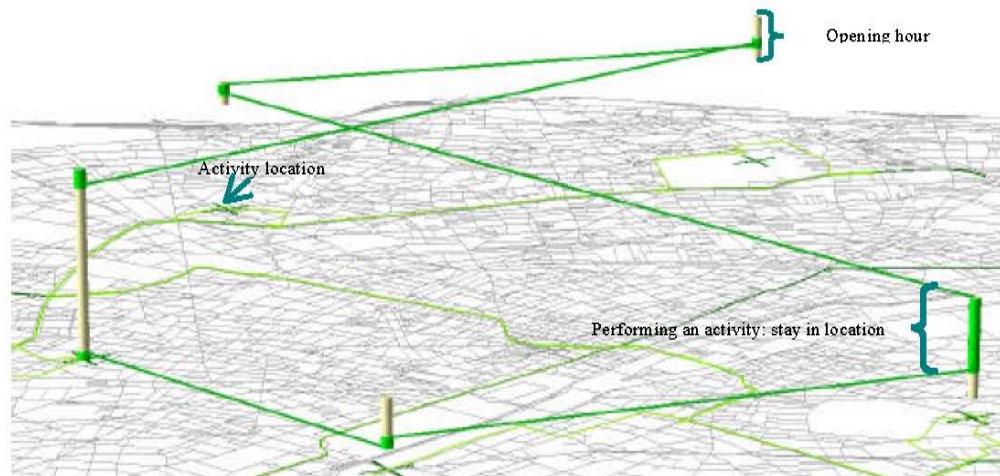 Opening hour
Activity location
Performing an activity: stay in location